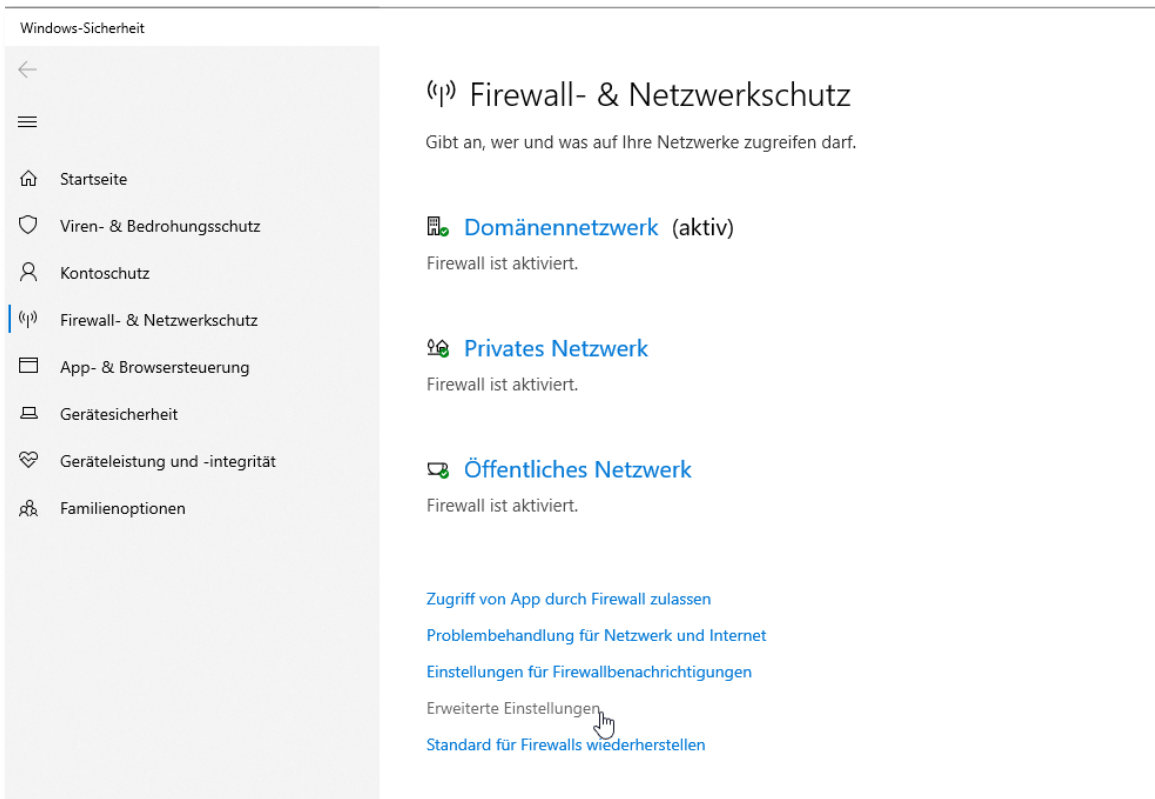 Windows-Sicherheit
Startseite
Viren- & Bedrohungsschutz
Kontoschutz
Firewall- & Netzwerkschutz
App- & Browsersteuerung
Gerätesicherheit
Geräteleistung und -integrität
Familienoptionen
Firewall- & Netzwerkschutz
Gibt an, wer und was auf Ihre Netzwerke zugreifen darf.
Domänennetzwerk (aktiv)
Firewall ist aktiviert.
Privates Netzwerk
Firewall ist aktiviert.
Öffentliches Netzwerk
Firewall ist aktiviert.
Zugriff von App durch Firewall zulassen
Problembehandlung für Netzwerk und Internet
Einstellungen für Firewallbenachrichtigungen
Erweiterte Einstellungen
Standard für Firewalls wiederherstellen